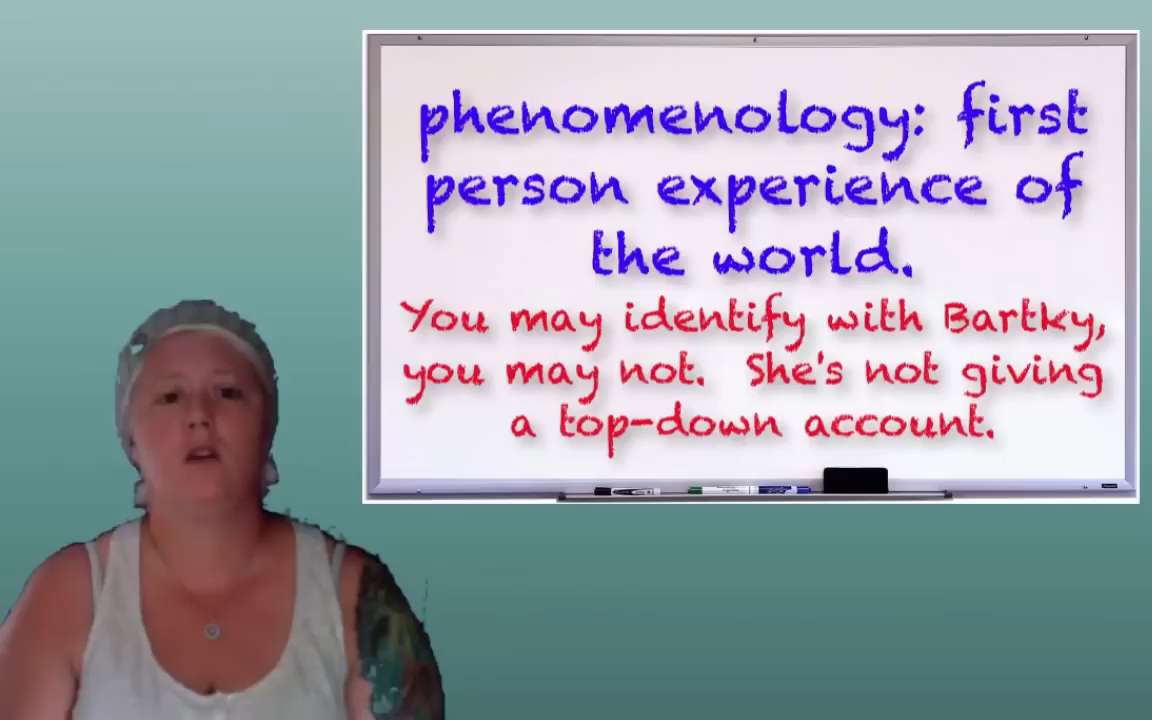 phenomenology: first
person experience of
the world.
You may identify with Bartky,
you may not. She's not giving
a top-down account.